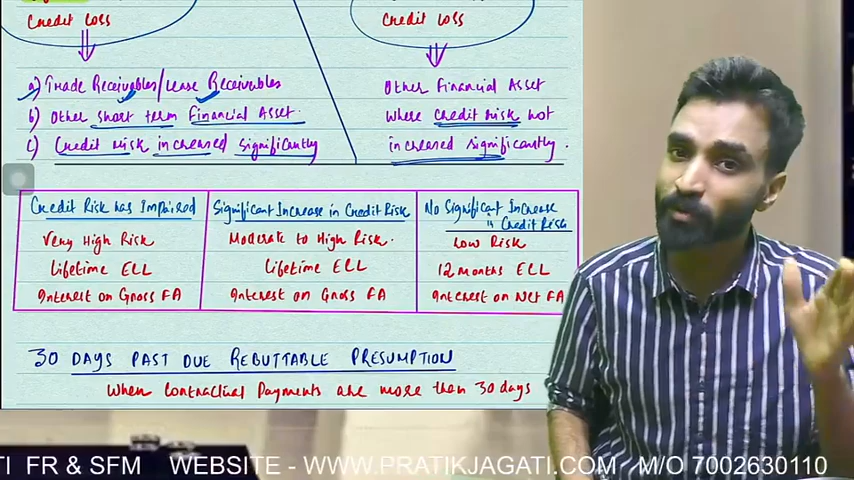 Credit Loss
Credit Loss
a) Trade Receivables/Lease Receivables
b) Other short term Financial Asset.
c) Credit risk increased significantly
Other Financial Asset
where credit risk not
increased significantly.
Credit Risk has Impaired
Very High Risk
Lifetime ECL
Interest on Gross FA
Significant Increase in Credit Risk
Moderate to High Risk.
Lifetime ECL
Interest on Gross FA
No Significant Increase
in Credit Risk
Low Risk
12 months ECL
Interest on Net FA
30 DAYS PAST DUE REBUTTABLE PRESUMPTION
When Contractual Payments are more than 30 days
TI FR & SFM WEBSITE - WWW.PRATIKJAGATI.COM M/O 7002630110